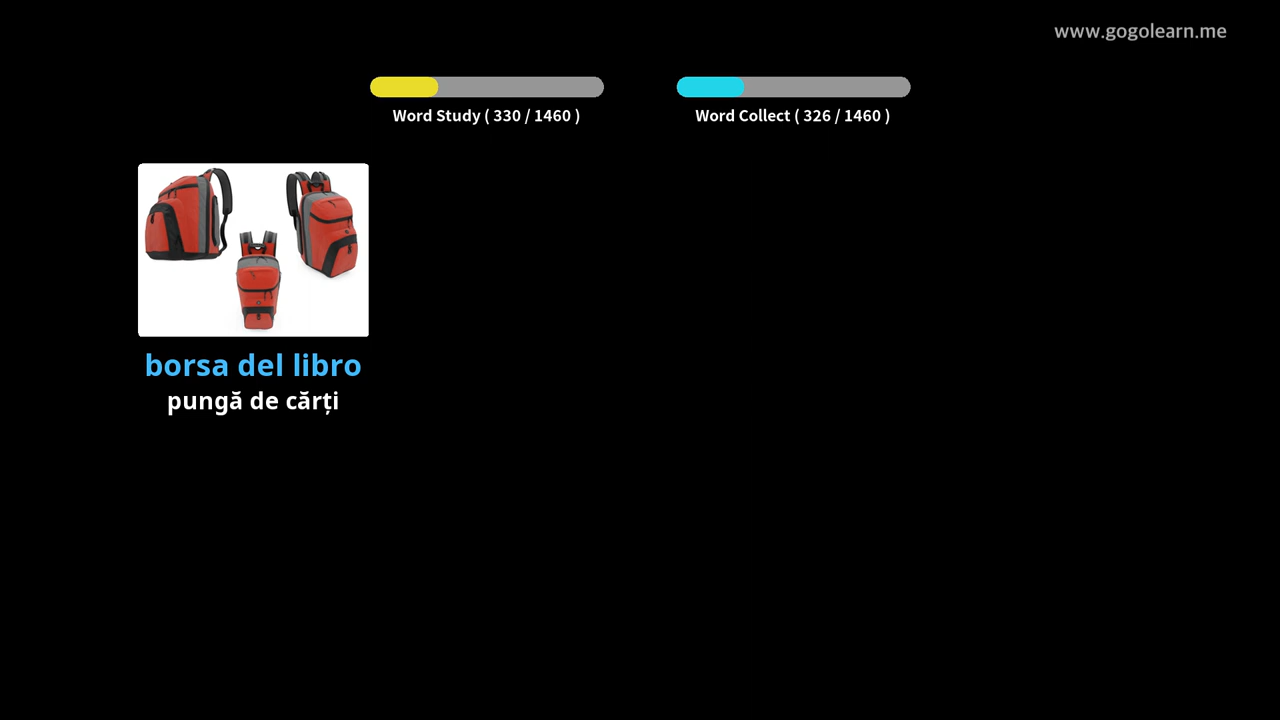 www.gogolearn.me
Word Study ( 330 / 1460 )
Word Collect ( 326 / 1460 )
borsa del libro
pungă de cărți